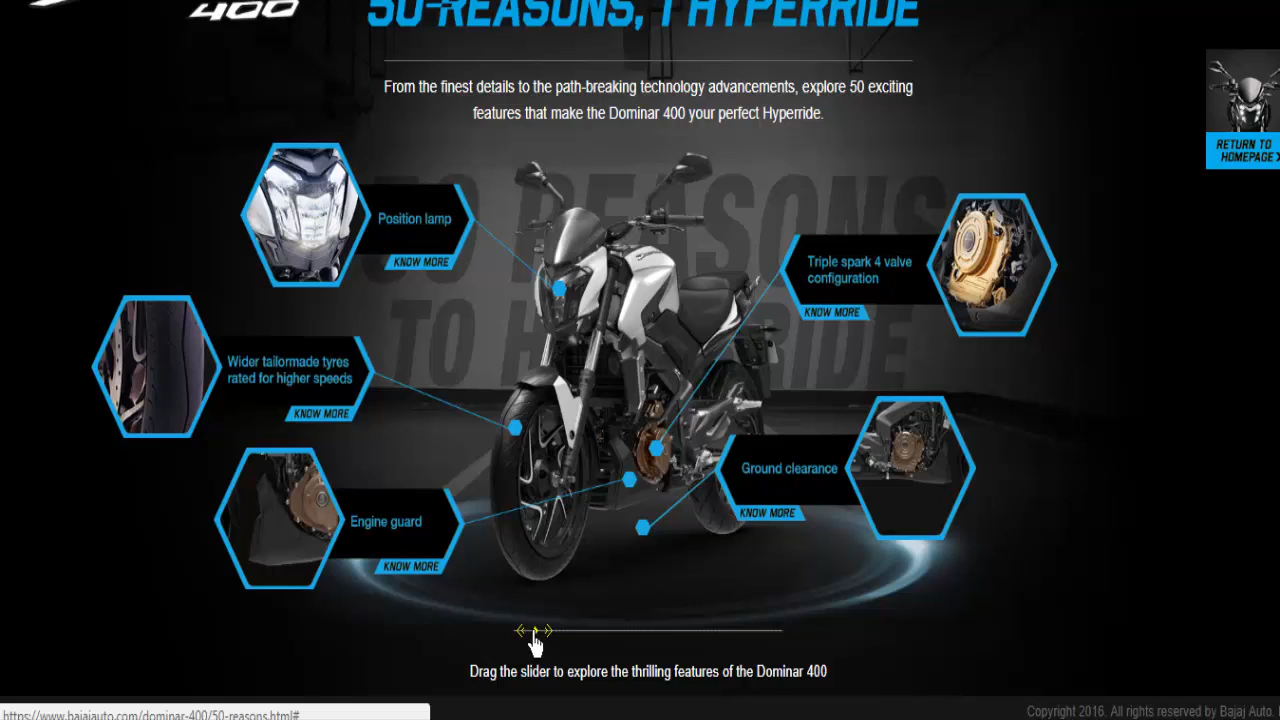 400
50-REASONS, 1 HYPERRIDE
From the finest details to the path-breaking technology advancements, explore 50 exciting
features that make the Dominar 400 your perfect Hyperride.
RETURN TO
HOMEPAGE
50 REASONS
TO HYPERRIDE
Position lamp
KNOW MORE
Triple spark 4 valve
configuration
KNOW MORE
Wider tailormade tyres
rated for higher speeds
KNOW MORE
Ground clearance
KNOW MORE
Engine guard
KNOW MORE
Drag the slider to explore the thrilling features of the Dominar 400
https://www.bajajauto.com/dominar-400/50-reasons.html#
Copyright 2016. All rights reserved by Bajaj Auto.